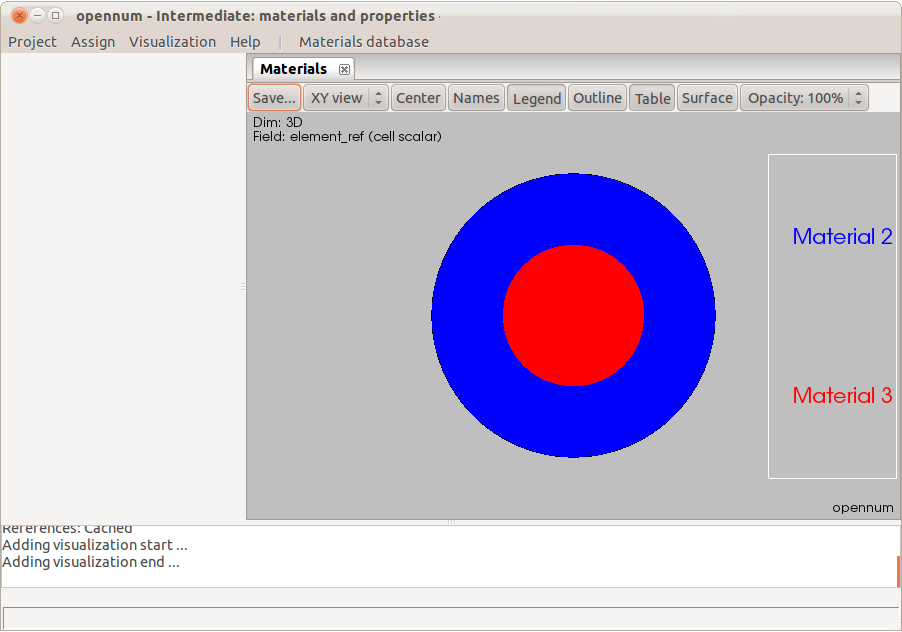 opennum - Intermediate: materials and properties
Project Assign Visualization Help | Materials database
Materials
Save... XY view Center Names Legend Outline Table Surface Opacity: 100%
Dim: 3D
Field: element_ref (cell scalar)
Material 2
Material 3
opennum
References: Cached
Adding visualization start ...
Adding visualization end ...